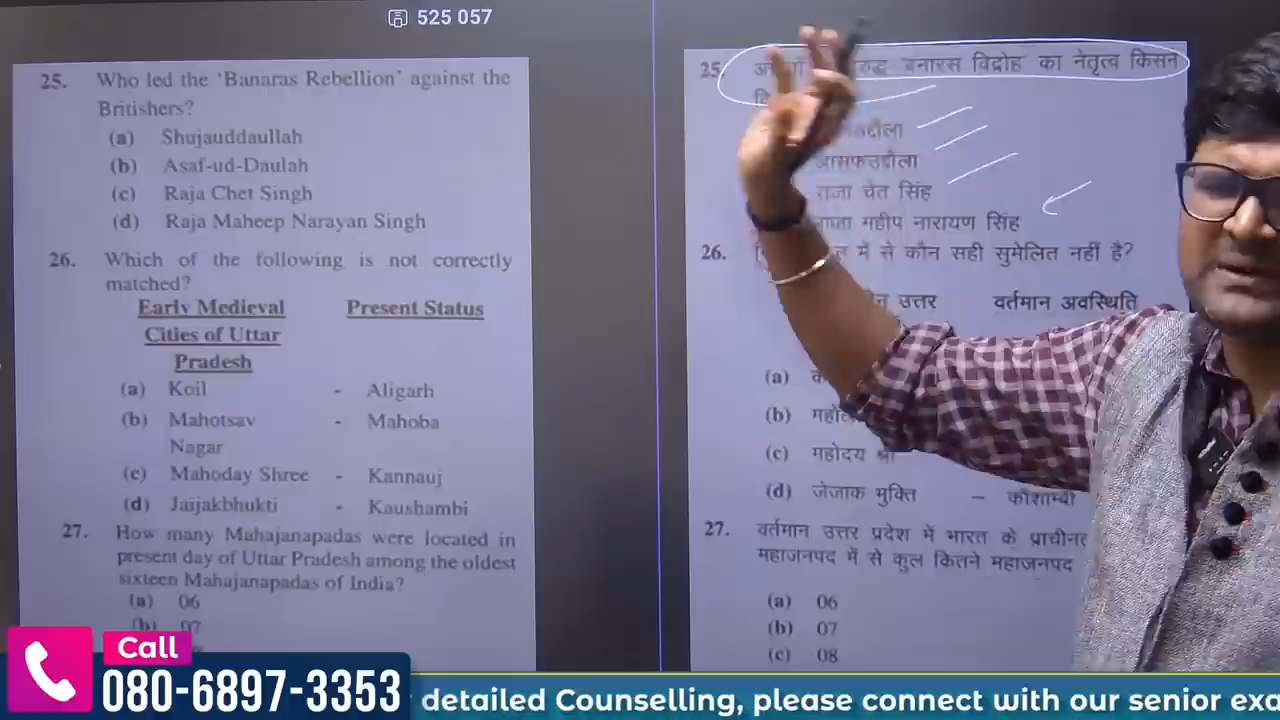 525 057
25. Who led the 'Banaras Rebellion' against the
Britishers?
(a) Shujauddaullah
(b) Asaf-ud-Daulah
(c) Raja Chet Singh
(d) Raja Maheep Narayan Singh
26. Which of the following is not correctly
matched?
Early Medieval Present Status
Cities of Uttar
Pradesh
(a) Koil - Aligarh
(b) Mahotsav - Mahoba
Nagar
(c) Mahoday Shree - Kannauj
(d) Jaijakbhukti - Kaushambi
27. How many Mahajanapadas were located in
present day of Uttar Pradesh among the oldest
sixteen Mahajanapadas of India?
(a) 06
(b) 07
25. 'बनारस विद्रोह' का नेतृत्व किसने
आसफउद्दौला
राजा चेत सिंह
राजा महीप नारायण सिंह
26. में से कौन सही सुमेलित नहीं है?
उत्तर वर्तमान अवस्थिति
(a)
(b)
(c) महोदय श्री
(d) जेजाक मुक्ति – कौशाम्बी
27. वर्तमान उत्तर प्रदेश में भारत के
महाजनपद में से कुल कितने महाजनपद
(a) 06
(b) 07
(c) 08
Call
080-6897-3353
detailed Counselling, please connect with our senior